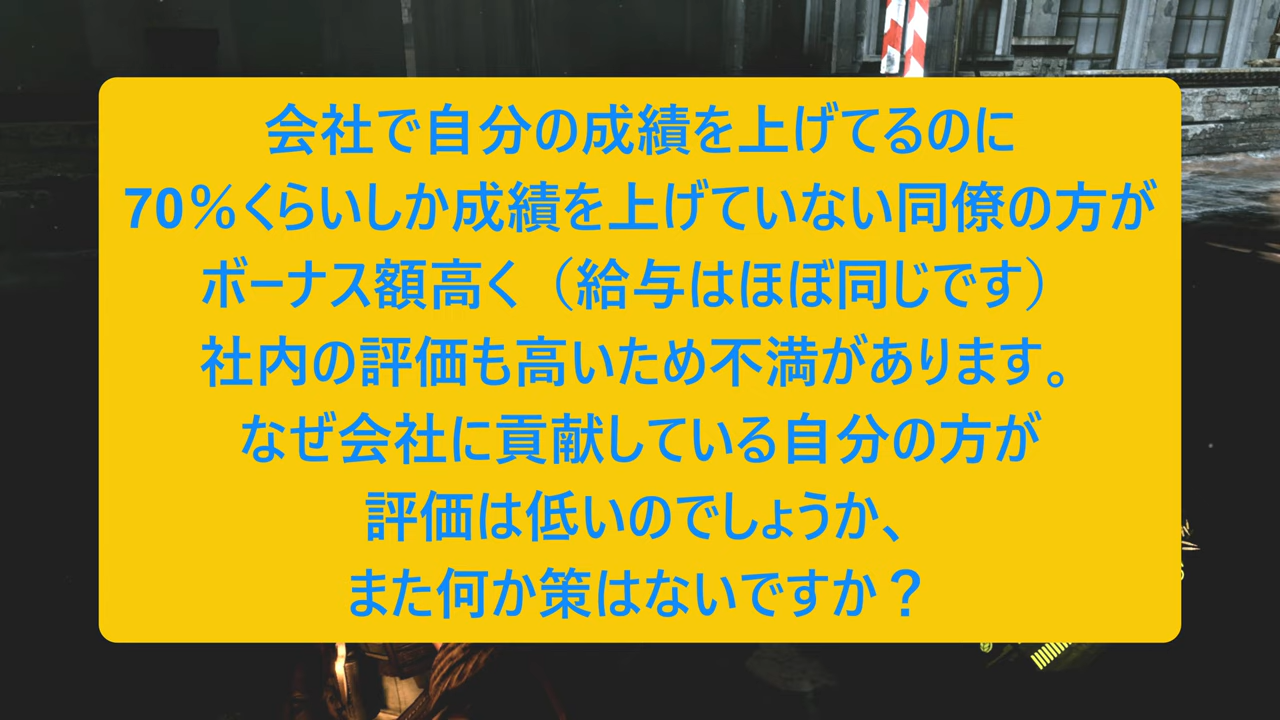 会社で自分の成績を上げてるのに
70%くらいしか成績を上げていない同僚の方が
ボーナス額高く（給与はほぼ同じです）
社内の評価も高いため不満があります。
なぜ会社に貢献している自分の方が
評価は低いのでしょうか、
また何か策はないですか？